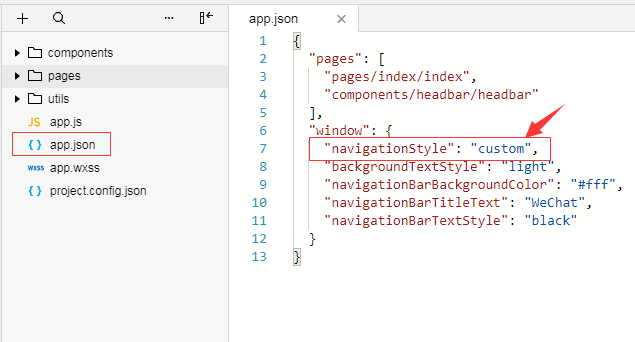 components
pages
utils
JS app.js
{ } app.json
WXSS app.wxss
{ } project.config.json
app.json
1 {
2 "pages": [
3 "pages/index/index",
4 "components/headbar/headbar"
5 ],
6 "window": {
7 "navigationStyle": "custom",
8 "backgroundTextStyle": "light",
9 "navigationBarBackgroundColor": "#fff",
10 "navigationBarTitleText": "WeChat",
11 "navigationBarTextStyle": "black"
12 }
13 }